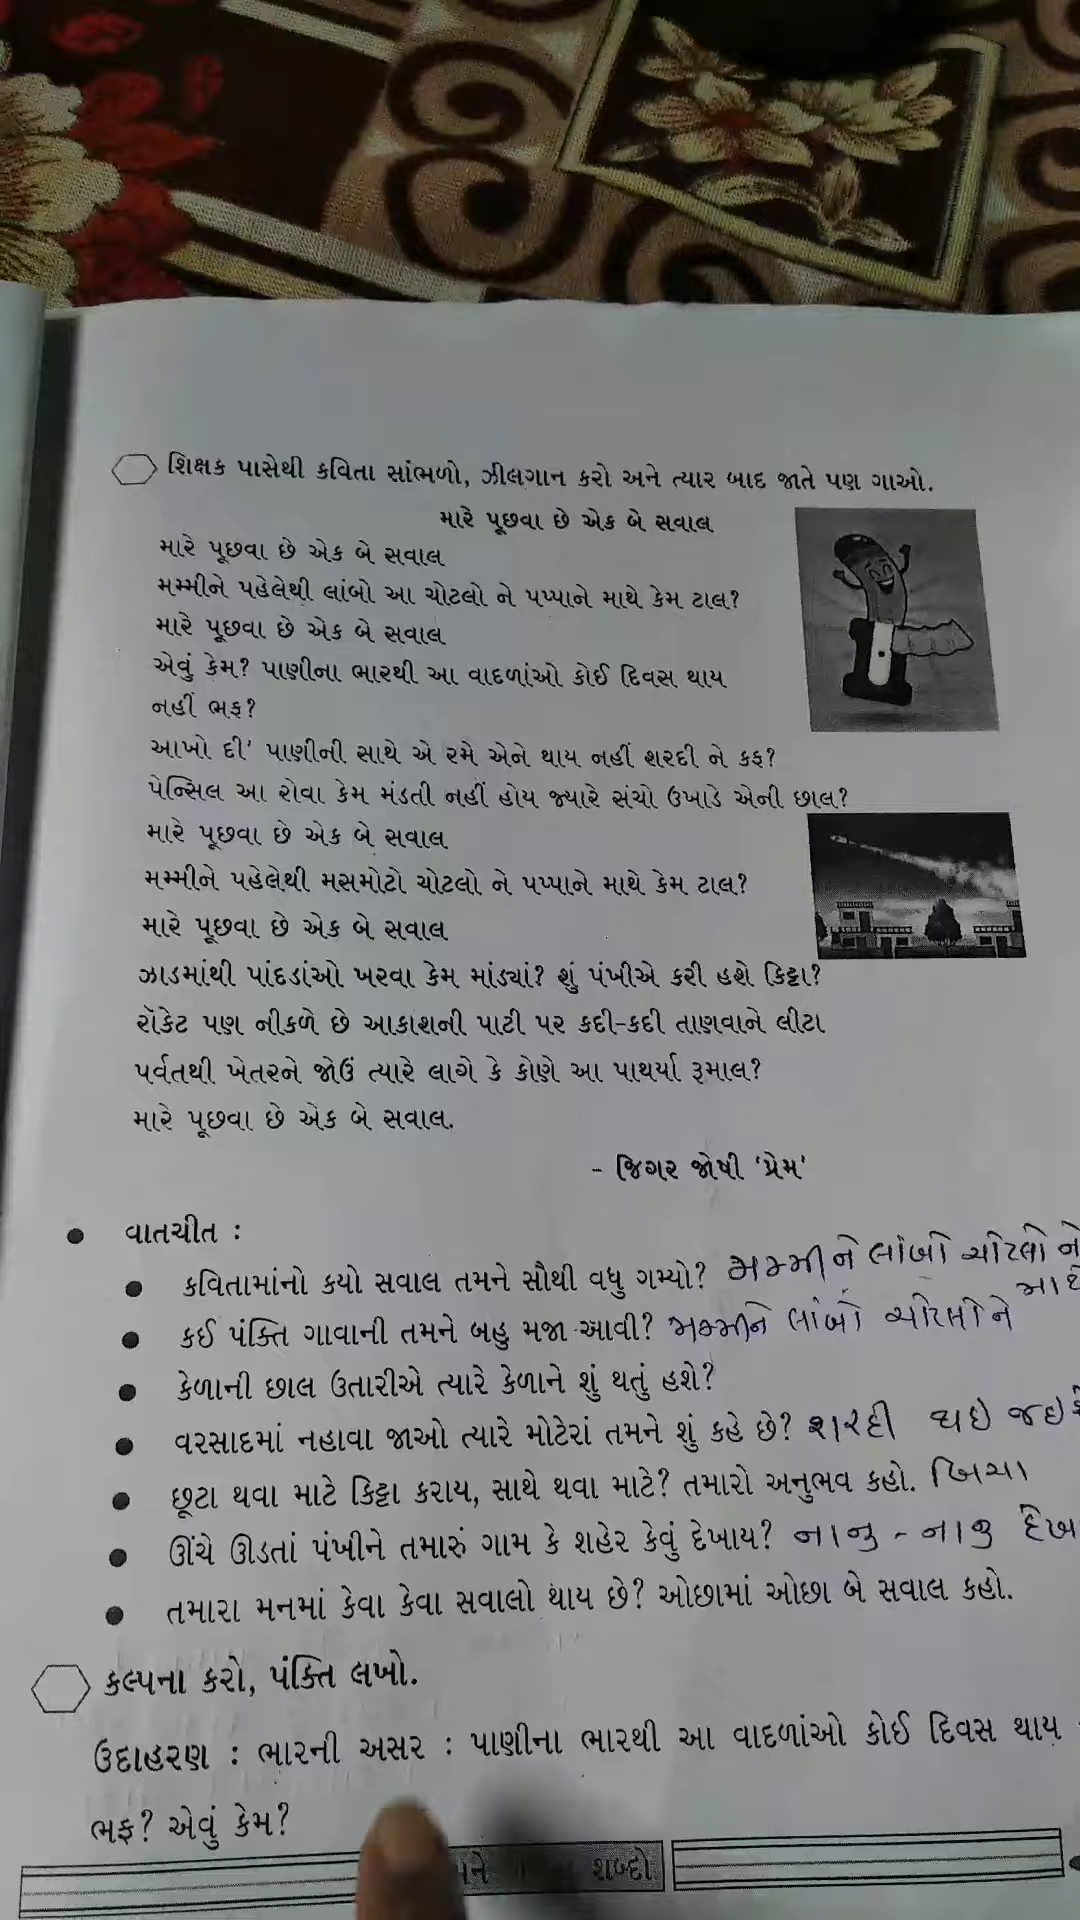 શિક્ષક પાસેથી કવિતા સાંભળો, ઝીલગાન કરો અને ત્યાર બાદ જાતે પણ ગાઓ.
મારે પૂછવા છે એક બે સવાલ
મારે પૂછવા છે એક બે સવાલ
મમ્મીને પહેલેથી લાંબો આ ચોટલો ને પપ્પાને માથે કેમ ટાલ?
મારે પૂછવા છે એક બે સવાલ
એવું કેમ? પાણીના ભારથી આ વાદળાંઓ કોઈ દિવસ થાય
નહીં ભફ?
આખો દી' પાણીની સાથે એ રમે એને થાય નહીં શરદી ને કફ?
પેન્સિલ આ રોવા કેમ મંડતી નહીં હોય જ્યારે સંચો ઉખાડે એની છાલ?
મારે પૂછવા છે એક બે સવાલ
મમ્મીને પહેલેથી મસમોટો ચોટલો ને પપ્પાને માથે કેમ ટાલ?
મારે પૂછવા છે એક બે સવાલ
ઝાડમાંથી પાંદડાંઓ ખરવા કેમ માંડ્યાં? શું પંખીએ કરી હશે કિટ્ટા?
રૉકેટ પણ નીકળે છે આકાશની પાટી પર કદી-કદી તાણવાને લીટા
પર્વતથી ખેતરને જોઉં ત્યારે લાગે કે કોણે આ પાથર્યા રૂમાલ?
મારે પૂછવા છે એક બે સવાલ.
- જિગર જોષી 'પ્રેમ'
• વાતચીત :
• કવિતામાંનો કયો સવાલ તમને સૌથી વધુ ગમ્યો? મમ્મીને લાંબો ચોટલો ને
માથે
• કઈ પંક્તિ ગાવાની તમને બહુ મજા આવી? મમ્મીને લાંબો ચોટલોને
• કેળાની છાલ ઉતારીએ ત્યારે કેળાને શું થતું હશે?
• વરસાદમાં નહાવા જાઓ ત્યારે મોટેરાં તમને શું કહે છે? શરદી થઇ જઇશે
• છૂટા થવા માટે કિટ્ટા કરાય, સાથે થવા માટે? તમારો અનુભવ કહો. બિચા
• ઊંચે ઊડતાં પંખીને તમારું ગામ કે શહેર કેવું દેખાય? નાનુ - નાનુ દેખા
• તમારા મનમાં કેવા કેવા સવાલો થાય છે? ઓછામાં ઓછા બે સવાલ કહો.
કલ્પના કરો, પંક્તિ લખો.
ઉદાહરણ : ભારની અસર : પાણીના ભારથી આ વાદળાંઓ કોઈ દિવસ થાય
ભફ? એવું કેમ?
શબ્દો